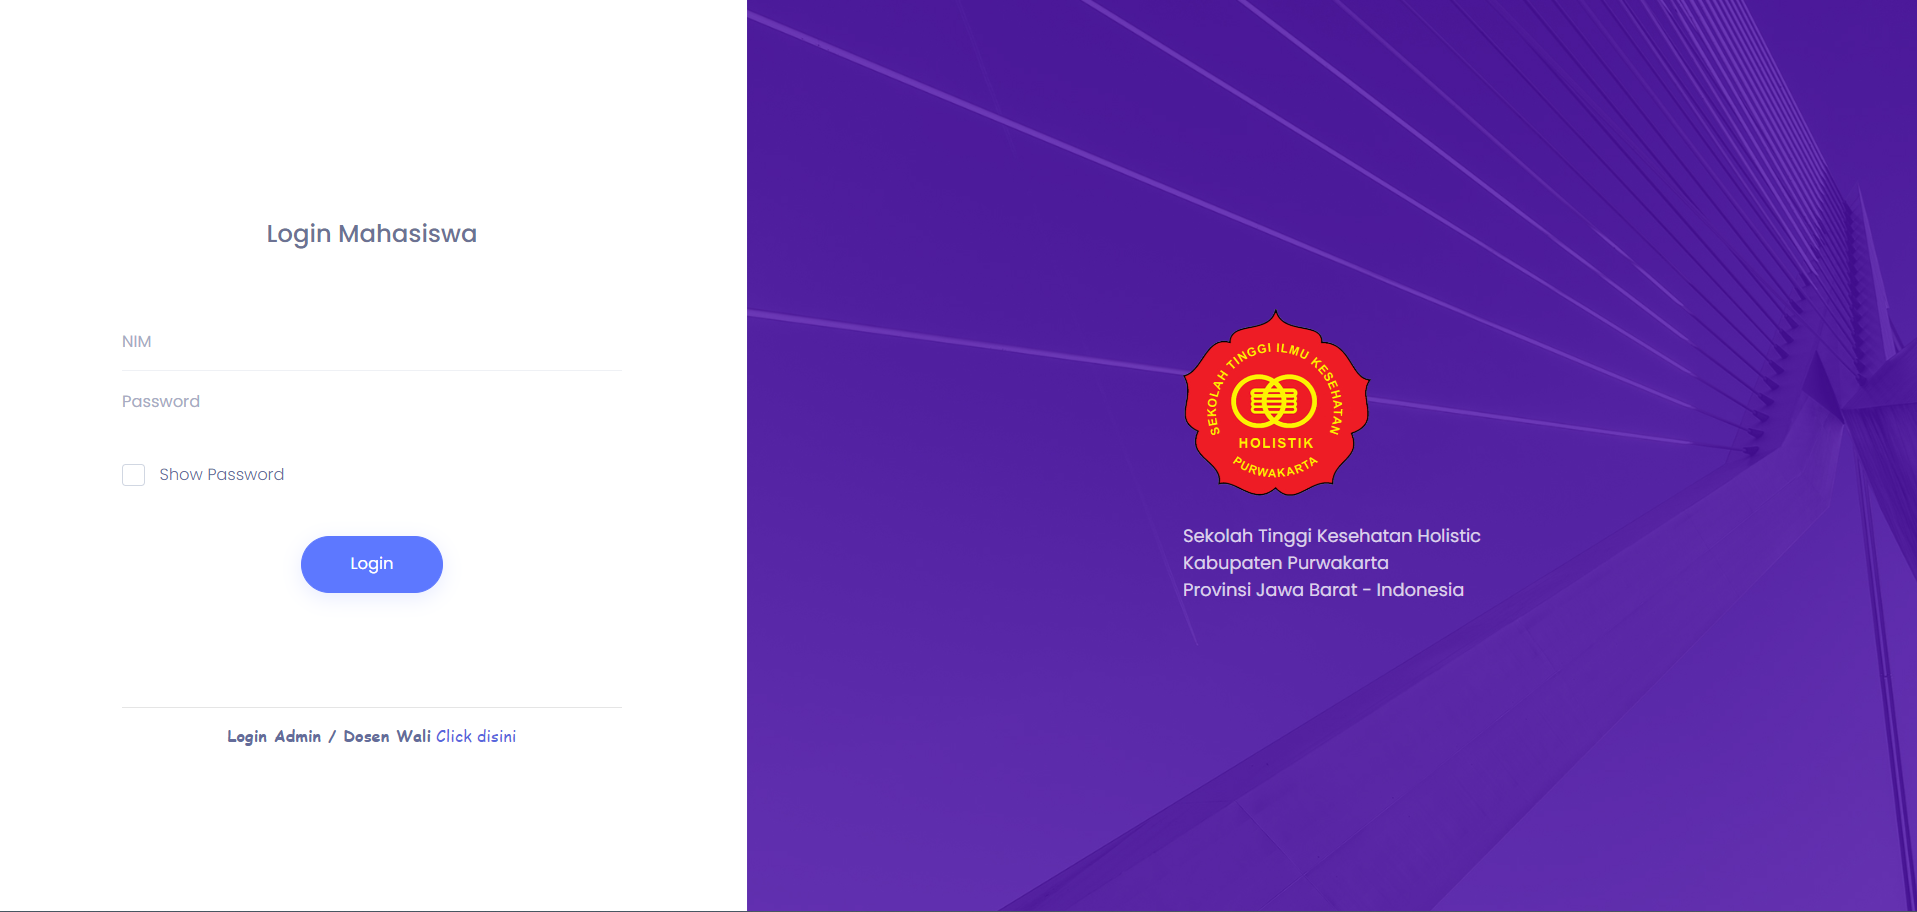 Login Mahasiswa
NIM
Password
Show Password
Login
Login Admin / Dosen Wali Click disini
SEKOLAH TINGGI ILMU KESEHATAN
HOLISTIK
PURWAKARTA
Sekolah Tinggi Kesehatan Holistic
Kabupaten Purwakarta
Provinsi Jawa Barat - Indonesia